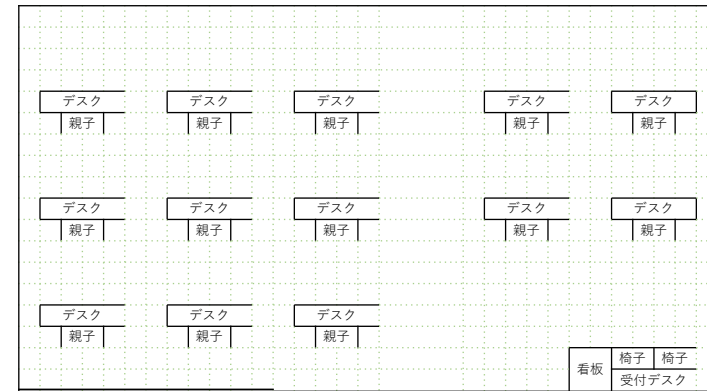 デスク デスク デスク デスク デスク
親子 親子 親子 親子 親子
デスク デスク デスク デスク デスク
親子 親子 親子 親子 親子
デスク デスク デスク
親子 親子 親子
看板 椅子 椅子
受付デスク